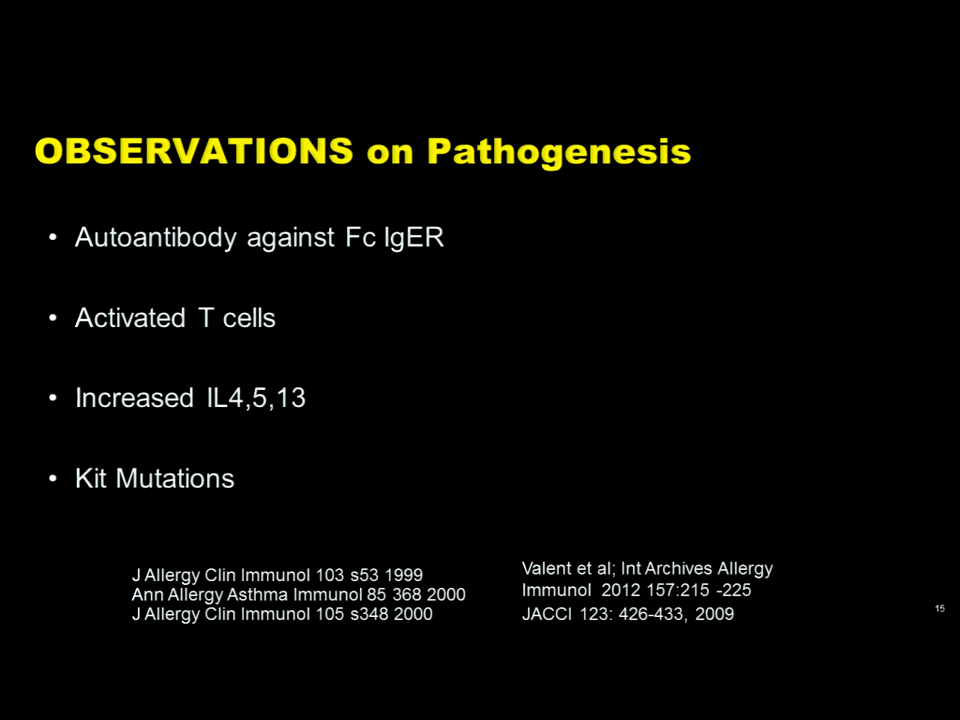 OBSERVATIONS on Pathogenesis
• Autoantibody against Fc IgER
• Activated T cells
• Increased IL4,5,13
• Kit Mutations
J Allergy Clin Immunol 103 s53 1999
Ann Allergy Asthma Immunol 85 368 2000
J Allergy Clin Immunol 105 s348 2000
Valent et al; Int Archives Allergy
Immunol 2012 157:215 -225
JACCI 123: 426-433, 2009
15